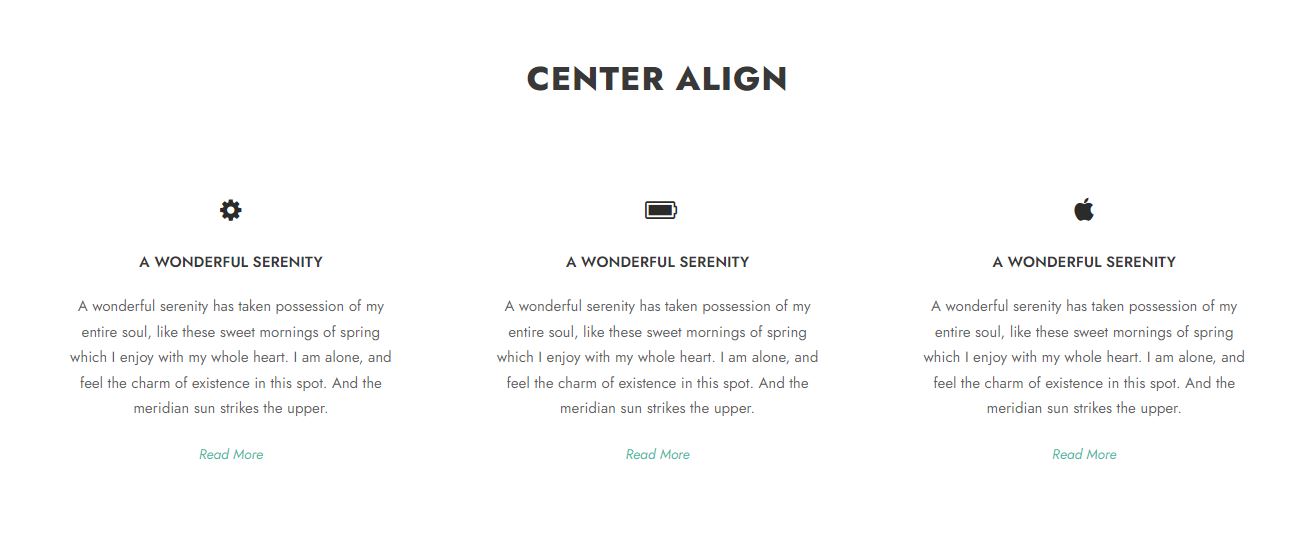 CENTER ALIGN
A WONDERFUL SERENITY
A wonderful serenity has taken possession of my
entire soul, like these sweet mornings of spring
which I enjoy with my whole heart. I am alone, and
feel the charm of existence in this spot. And the
meridian sun strikes the upper.
Read More
A WONDERFUL SERENITY
A wonderful serenity has taken possession of my
entire soul, like these sweet mornings of spring
which I enjoy with my whole heart. I am alone, and
feel the charm of existence in this spot. And the
meridian sun strikes the upper.
Read More
A WONDERFUL SERENITY
A wonderful serenity has taken possession of my
entire soul, like these sweet mornings of spring
which I enjoy with my whole heart. I am alone, and
feel the charm of existence in this spot. And the
meridian sun strikes the upper.
Read More